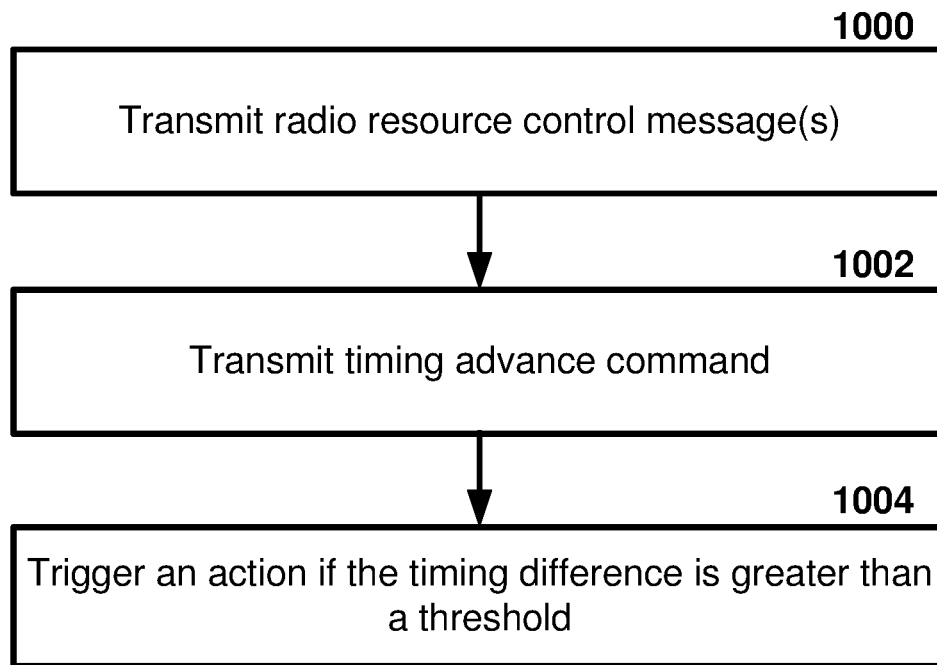 1000
Transmit radio resource control message(s)
1002
Transmit timing advance command
1004
Trigger an action if the timing difference is greater than
a threshold